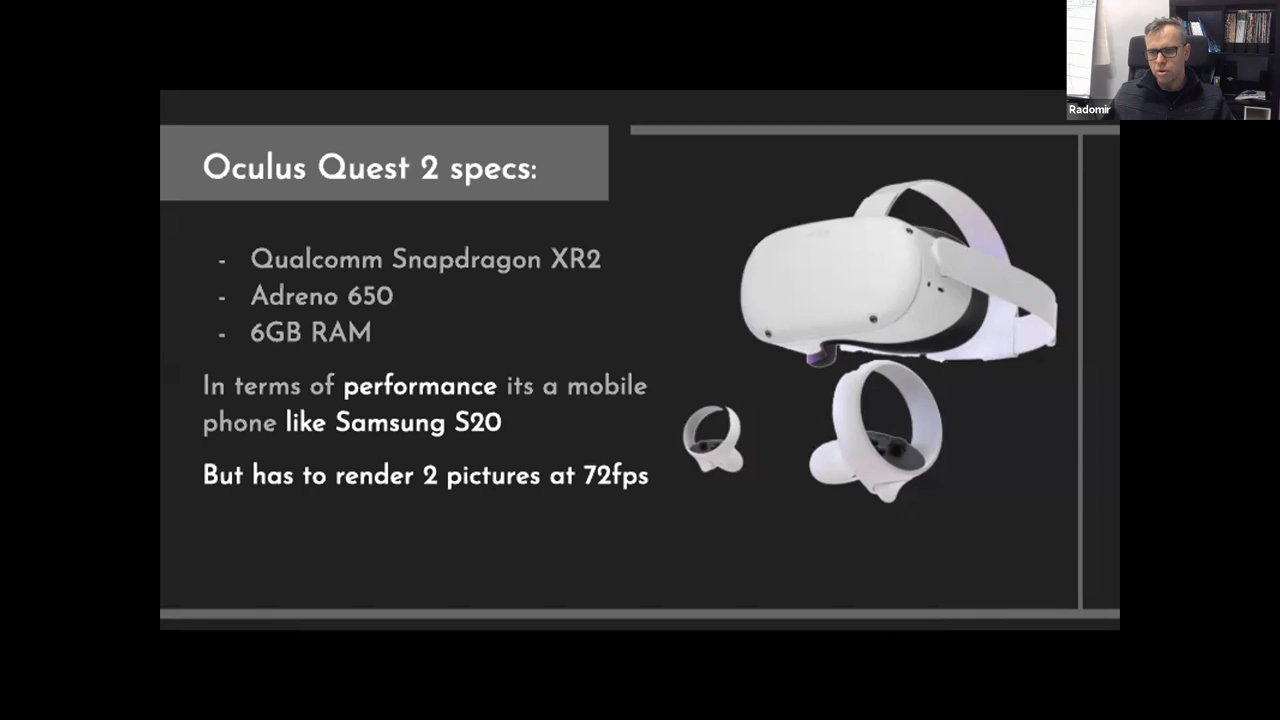 Radomir
Oculus Quest 2 specs:
- Qualcomm Snapdragon XR2
- Adreno 650
- 6GB RAM
In terms of performance its a mobile
phone like Samsung S20
But has to render 2 pictures at 72fps